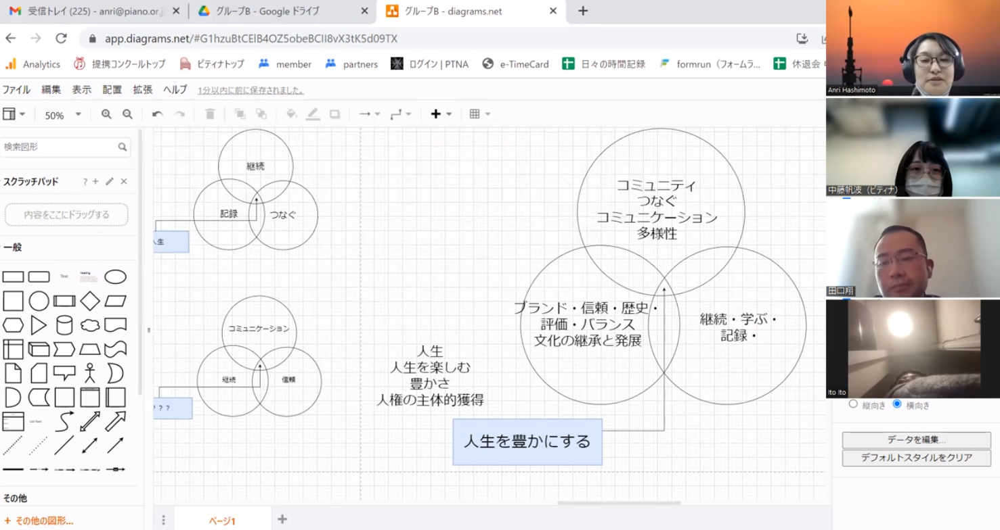 受信トレイ (225) - anri@piano.or.j
グループB - Google ドライブ
グループB - diagrams.net
app.diagrams.net/#G1hzuBtCElB4OZ5obeBCII8vX3tK5d09TX
Analytics
提携コンクールトップ
ピティナトップ
member
partners
ログイン | PTNA
e-TimeCard
日々の時間記録
formrun（フォームラ...
休退会
ファイル 編集 表示 配置 拡張 ヘルプ
1分以内に前に保存されました。
50%
検索図形
スクラッチパッド
?
内容をここにドラッグする
一般
Text
Heading
List Item
その他
+ その他の図形...
継続
記録
つなぐ
人生
コミュニケーション
継続
信頼
? ? ?
人生
人生を楽しむ
豊かさ
人権の主体的獲得
コミュニティ
つなぐ
コミュニケーション
多様性
ブランド・信頼・歴史・
評価・バランス
文化の継承と発展
継続・学ぶ・
記録・
人生を豊かにする
ページ1
Anri Hashimoto
中藤帆波（ピティナ）
田口翔
Ito Ito
縦向き
横向き
データを編集...
デフォルトスタイルをクリア